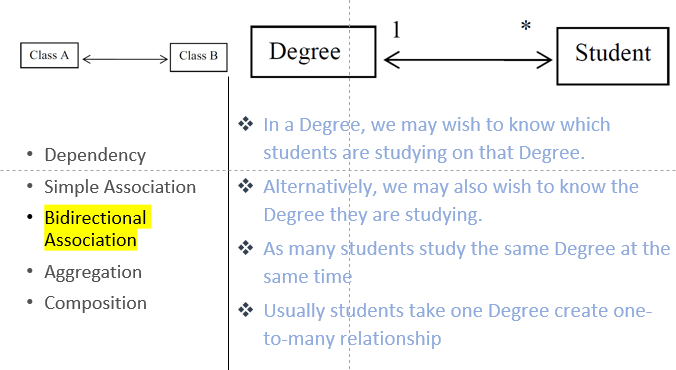 Class A
Class B
Degree
1
*
Student
• Dependency
• Simple Association
• Bidirectional
Association
• Aggregation
• Composition
❖ In a Degree, we may wish to know which
students are studying on that Degree.
❖ Alternatively, we may also wish to know the
Degree they are studying.
❖ As many students study the same Degree at the
same time
❖ Usually students take one Degree create one-
to-many relationship